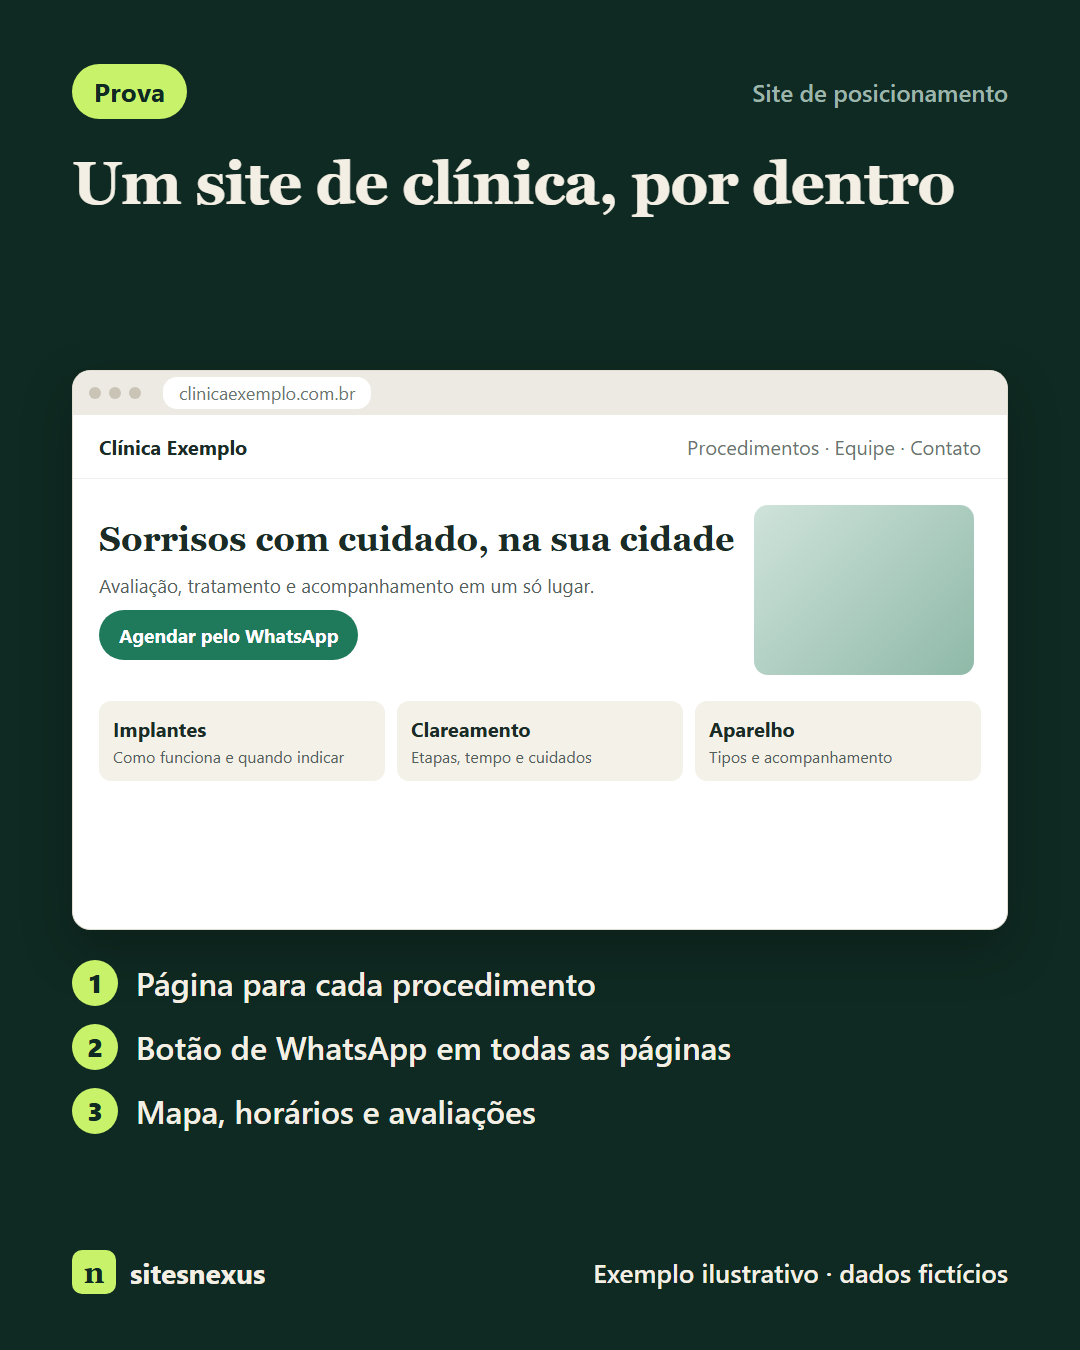 Prova
Site de posicionamento
Um site de clínica, por dentro
clinicaexemplo.com.br
Clínica Exemplo
Procedimentos · Equipe · Contato
Sorrisos com cuidado, na sua cidade
Avaliação, tratamento e acompanhamento em um só lugar.
Agendar pelo WhatsApp
Implantes
Como funciona e quando indicar
Clareamento
Etapas, tempo e cuidados
Aparelho
Tipos e acompanhamento
1 Página para cada procedimento
2 Botão de WhatsApp em todas as páginas
3 Mapa, horários e avaliações
n sitesnexus
Exemplo ilustrativo · dados fictícios